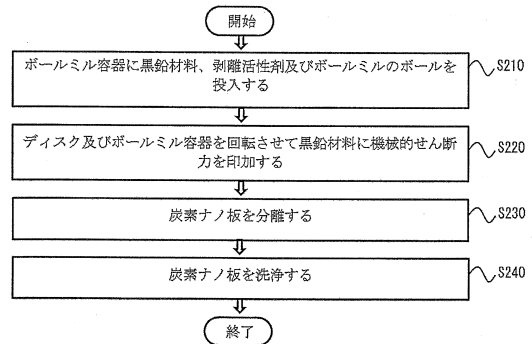 開始
ボールミル容器に黒鉛材料、剥離活性剤及びボールミルのボールを
投入する
S210
ディスク及びボールミル容器を回転させて黒鉛材料に機械的せん断
力を印加する
S220
炭素ナノ板を分離する
S230
炭素ナノ板を洗浄する
S240
終了